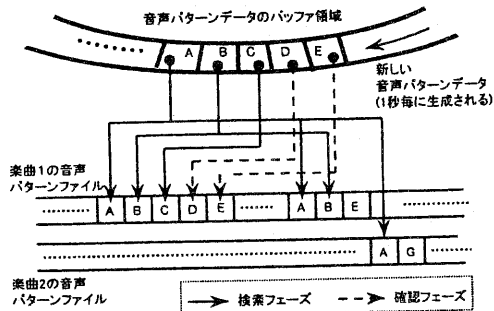 音声パターンデータのバッファ領域
‥‥‥‥ A B C D E
新しい
音声パターンデータ
(1秒毎に生成される)
楽曲1の音声
パターンファイル
‥‥‥‥ A B C D E ‥‥‥‥ A B E ‥‥‥‥
‥‥‥‥‥‥‥‥‥‥‥‥‥‥‥‥ A G ‥‥‥‥
楽曲2の音声
パターンファイル
検索フェーズ 確認フェーズ